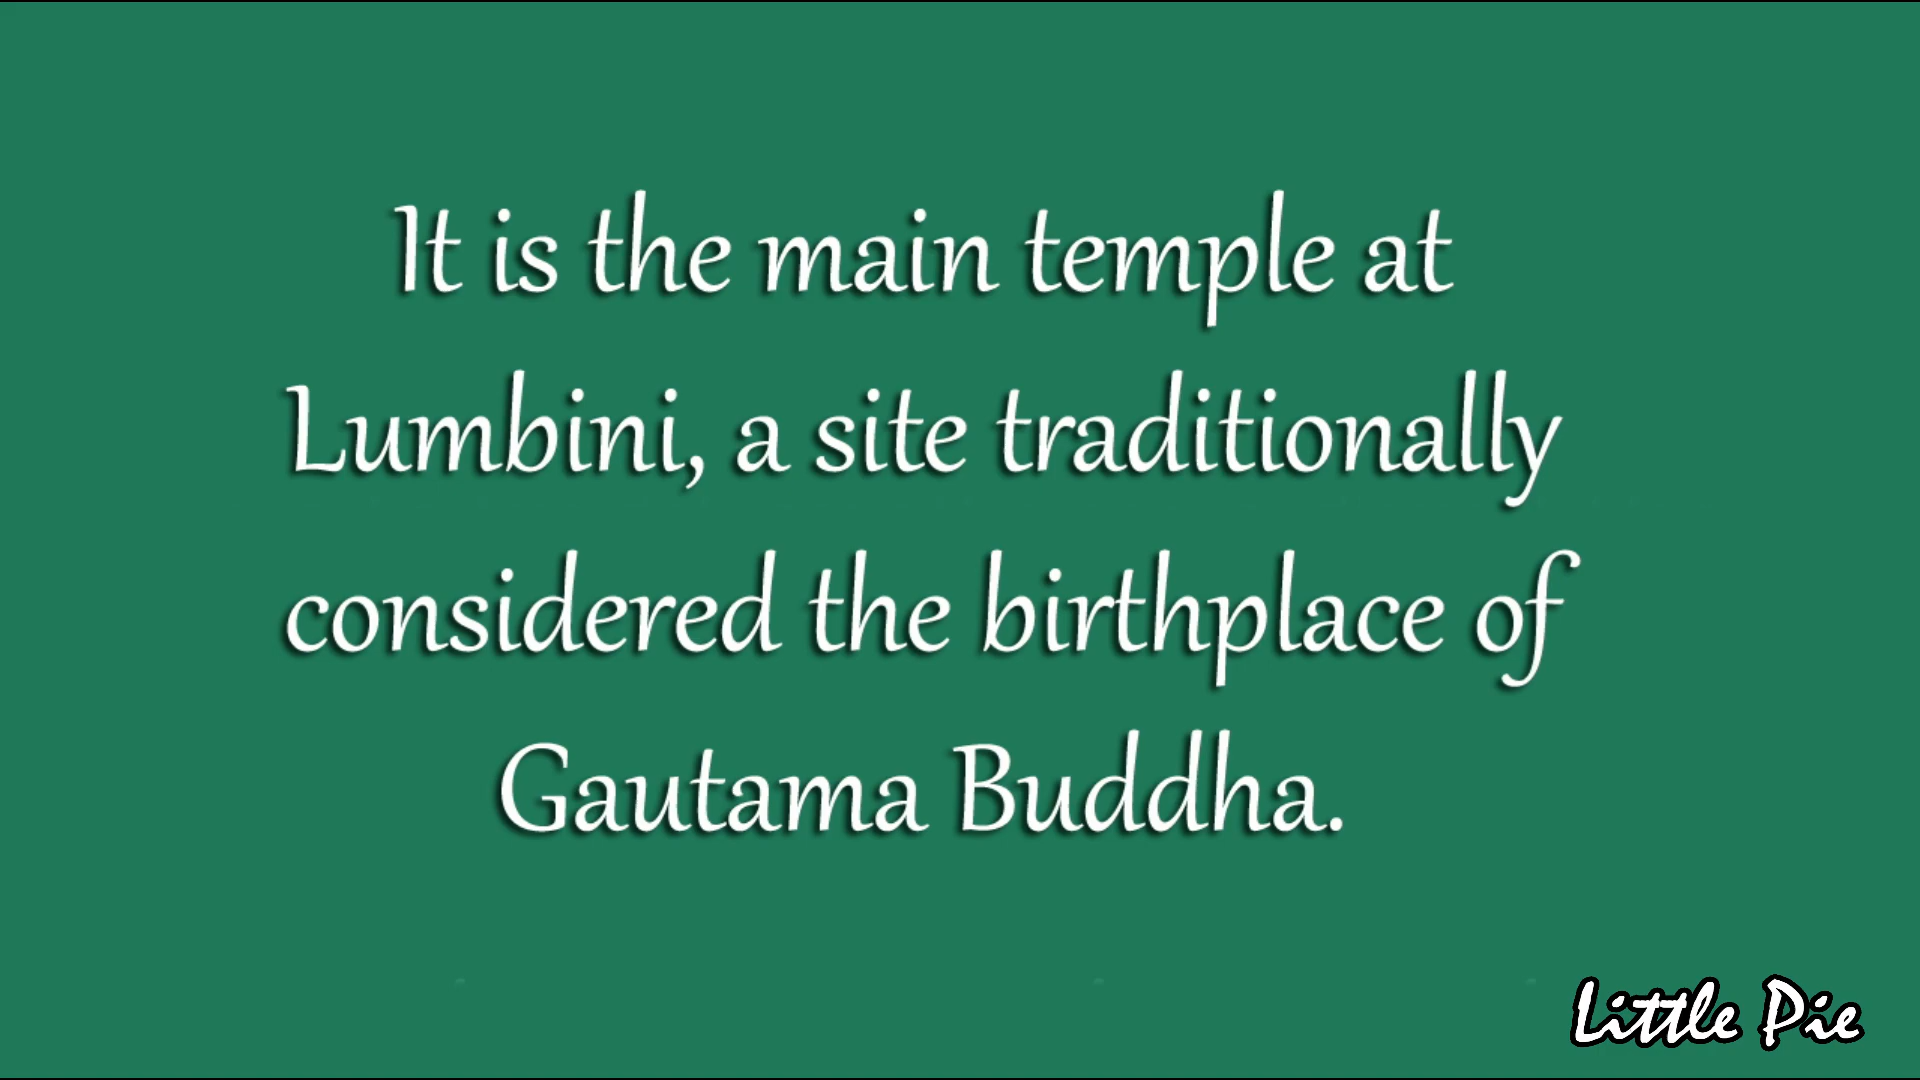 It is the main temple at
Lumbini, a site traditionally
considered the birthplace of
Gautama Buddha.
Little Pie